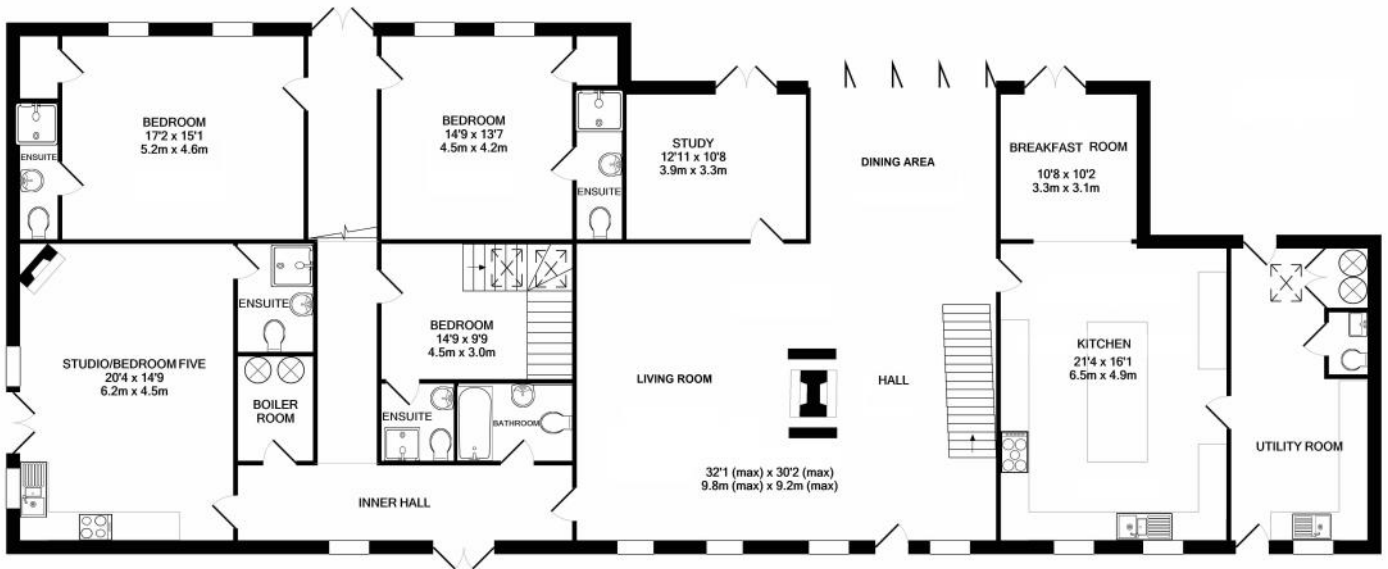 BEDROOM
17'2 x 15'1
5.2m x 4.6m
ENSUITE
BEDROOM
14'9 x 13'7
4.5m x 4.2m
ENSUITE
STUDY
12'11 x 10'8
3.9m x 3.3m
DINING AREA
BREAKFAST ROOM
10'8 x 10'2
3.3m x 3.1m
STUDIO/BEDROOM FIVE
20'4 x 14'9
6.2m x 4.5m
ENSUITE
BOILER
ROOM
BEDROOM
14'9 x 9'9
4.5m x 3.0m
ENSUITE
BATHROOM
INNER HALL
LIVING ROOM
HALL
32'1 (max) x 30'2 (max)
9.8m (max) x 9.2m (max)
KITCHEN
21'4 x 16'1
6.5m x 4.9m
UTILITY ROOM